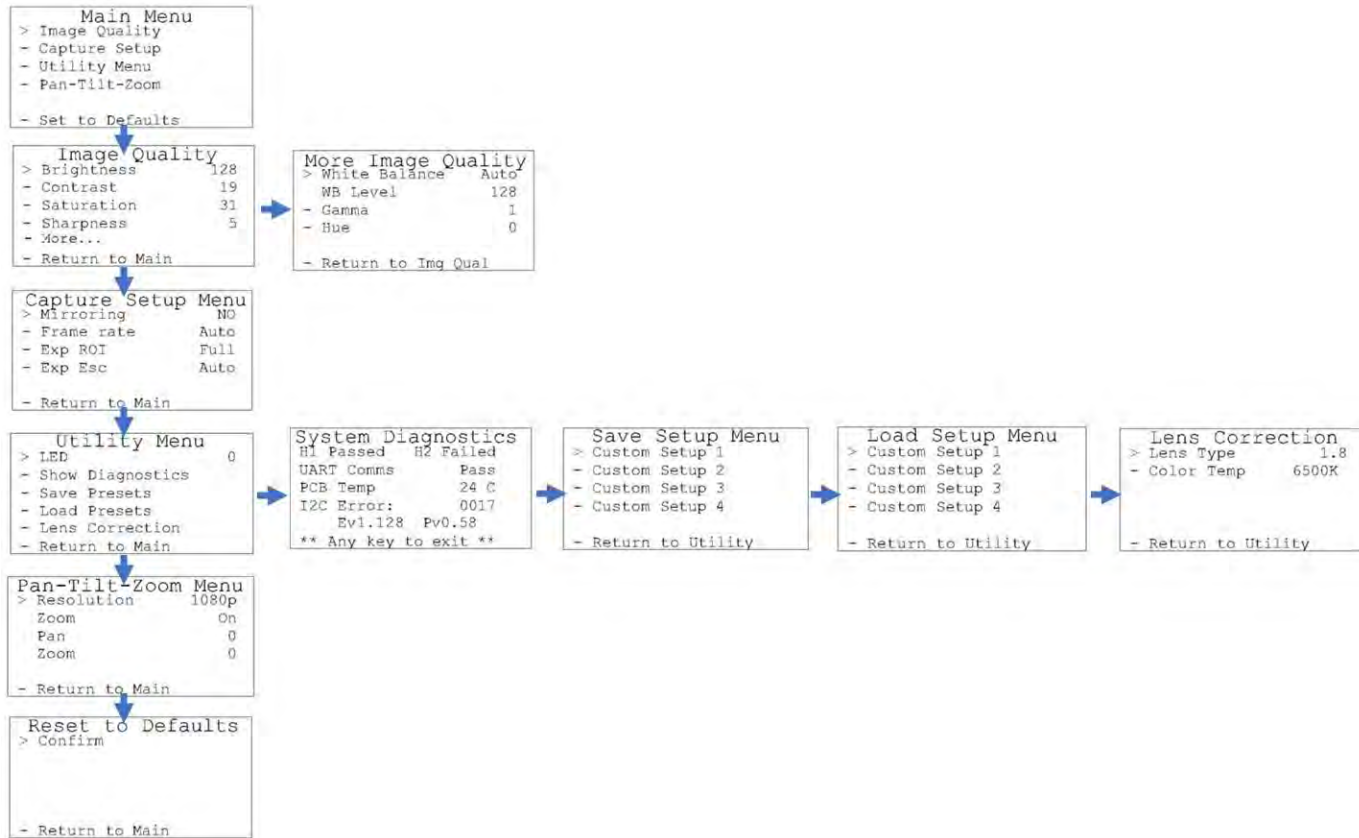 Main Menu
> Image Quality
- Capture Setup
- Utility Menu
- Pan-Tilt-Zoom
- Set to Defaults
Image Quality
> Brightness 128
- Contrast 19
- Saturation 31
- Sharpness 5
- More...
- Return to Main
More Image Quality
> White Balance Auto
WB Level 128
- Gamma 1
- Hue 0
- Return to Img Qual
Capture Setup Menu
> Mirroring NO
- Frame rate Auto
- Exp ROI Full
- Exp Esc Auto
- Return to Main
Utility Menu
> LED 0
- Show Diagnostics
- Save Presets
- Load Presets
- Lens Correction
- Return to Main
System Diagnostics
H1 Passed H2 Failed
UART Comms Pass
PCB Temp 24 C
I2C Error: 0017
Ev1.128 Pv0.58
** Any key to exit **
Save Setup Menu
> Custom Setup 1
- Custom Setup 2
- Custom Setup 3
- Custom Setup 4
- Return to Utility
Load Setup Menu
> Custom Setup 1
- Custom Setup 2
- Custom Setup 3
- Custom Setup 4
- Return to Utility
Lens Correction
> Lens Type 1.8
- Color Temp 6500K
- Return to Utility
Pan-Tilt-Zoom Menu
> Resolution 1080p
Zoom On
Pan 0
Zoom 0
- Return to Main
Reset to Defaults
> Confirm
- Return to Main